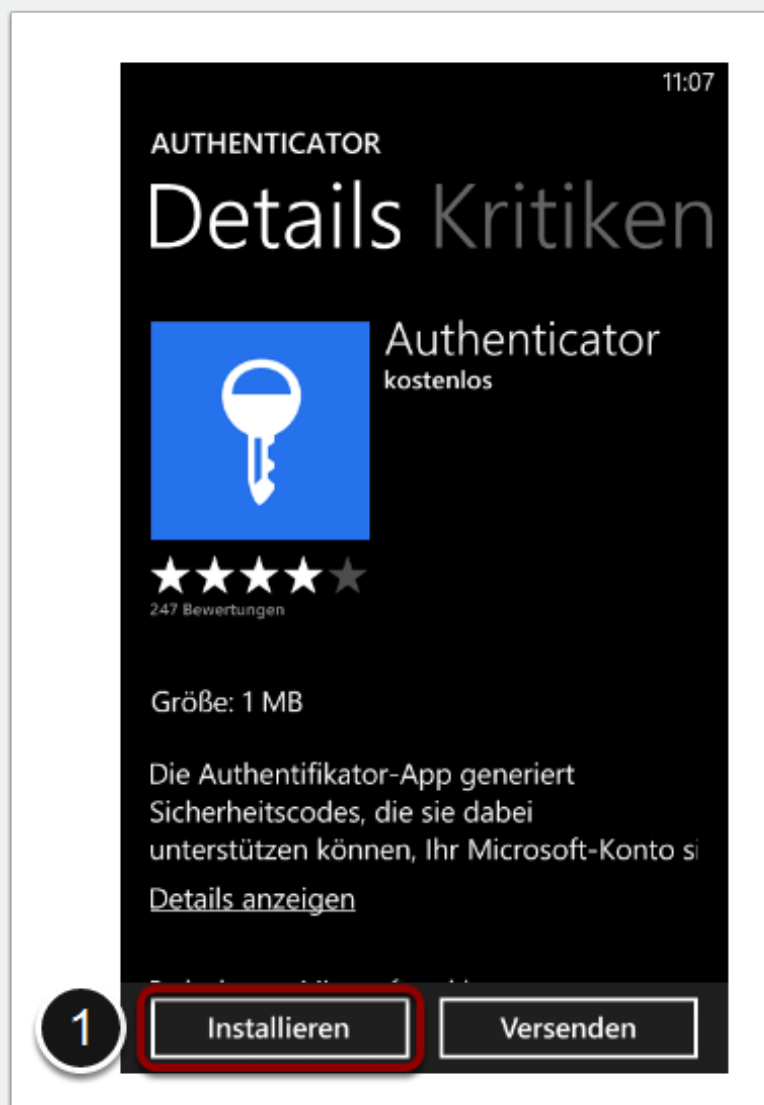 11:07
AUTHENTICATOR
Details Kritiken
Authenticator
kostenlos
247 Bewertungen
Größe: 1 MB
Die Authentifikator-App generiert
Sicherheitscodes, die sie dabei
unterstützen können, Ihr Microsoft-Konto si
Details anzeigen
1
Installieren Versenden